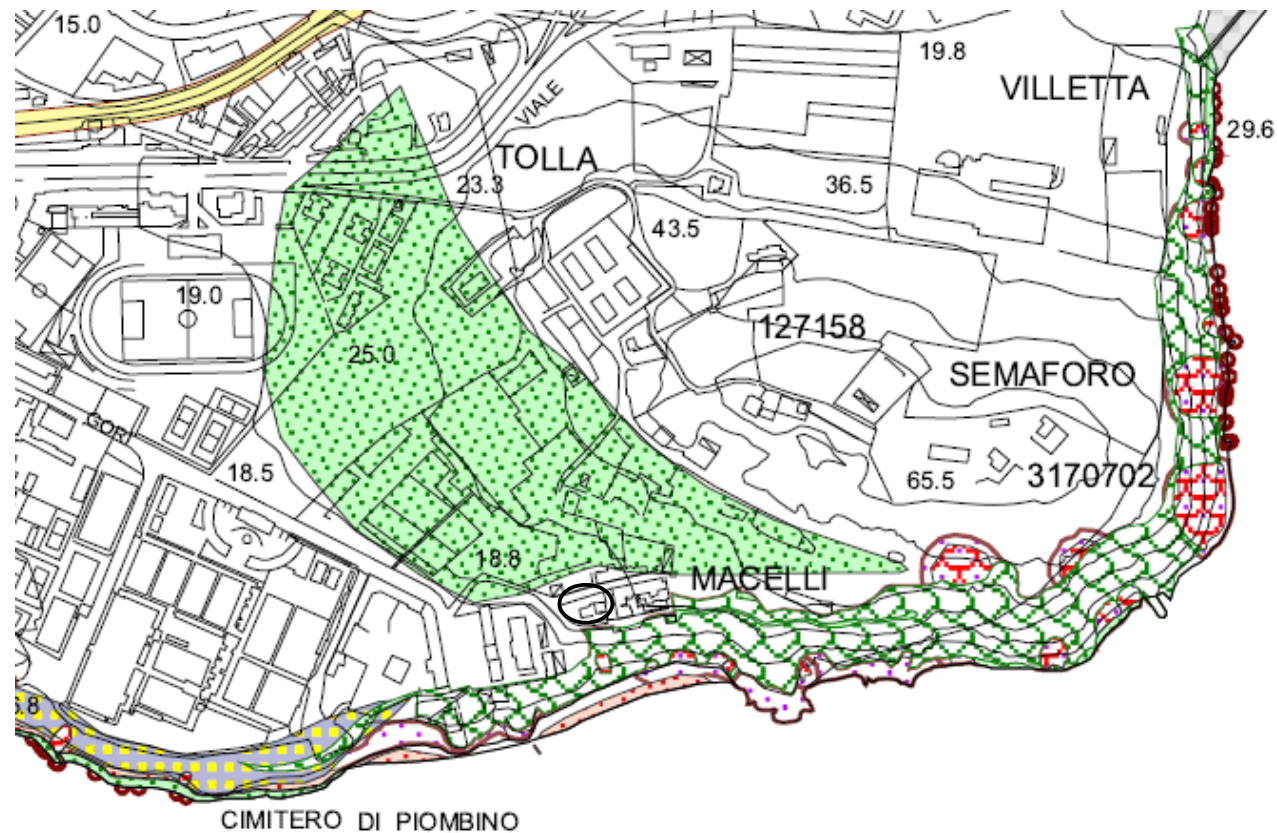 15.0
19.8
VILLETTA
29.6
VIALE
TOLLA
23.3
36.5
43.5
19.0
127158
25.0
SEMAFORO
GORI
18.5
65.5
3170702
18.8
MACELLI
CIMITERO DI PIOMBINO